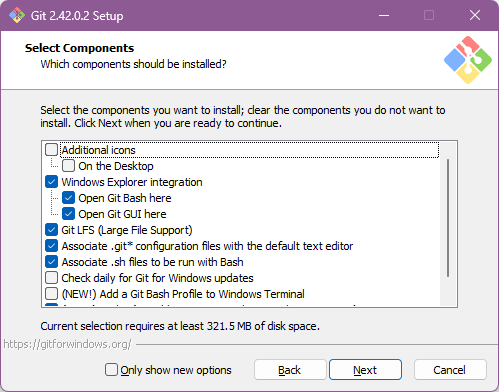 Git 2.42.0.2 Setup
Select Components
Which components should be installed?
Select the components you want to install; clear the components you do not want to
install. Click Next when you are ready to continue.
Additional icons
On the Desktop
Windows Explorer integration
Open Git Bash here
Open Git GUI here
Git LFS (Large File Support)
Associate .git* configuration files with the default text editor
Associate .sh files to be run with Bash
Check daily for Git for Windows updates
(NEW!) Add a Git Bash Profile to Windows Terminal
Current selection requires at least 321.5 MB of disk space.
https://gitforwindows.org/
Only show new options
Back
Next
Cancel